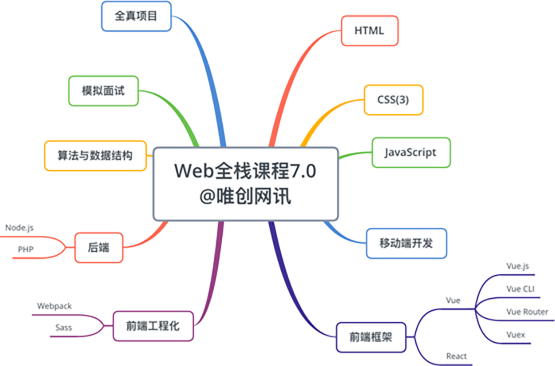 Web全栈课程7.0
@唯创网讯
HTML
CSS(3)
JavaScript
移动端开发
前端框架
Vue
Vue.js
Vue CLI
Vue Router
Vuex
React
全真项目
模拟面试
算法与数据结构
后端
Node.js
PHP
前端工程化
Webpack
Sass